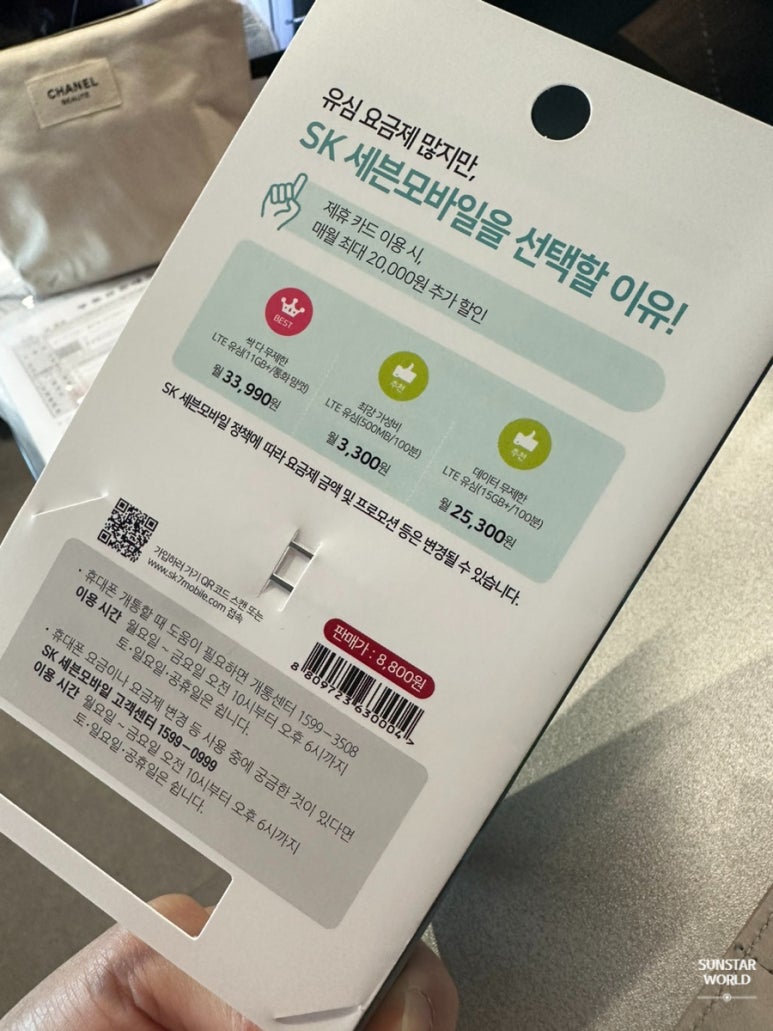 CHANEL
BEAUTÉ
유심 요금제 많지만,
SK 세븐모바일을 선택할 이유!
제휴 카드 이용 시,
매월 최대 20,000원 추가 할인
BEST
싹 다 무제한
LTE 유심(11GB+/통화 맘껏)
월 33,990원
추천
최강 가성비
LTE 유심(500MB/100분)
월 3,300원
추천
데이터 무제한
LTE 유심(15GB+/100분)
월 25,300원
SK 세븐모바일 정책에 따라 요금제 금액 및 프로모션 등은 변경될 수 있습니다.
가입하러 가기 QR코드 스캔 또는
www.sk7mobile.com 접속
판매가 : 8,800원
8 809723 630004
· 휴대폰 개통할 때 도움이 필요하면 개통센터 1599-3508
이용 시간 월요일 ~ 금요일 오전 10시부터 오후 6시까지
토·일요일·공휴일은 쉽니다.
· 휴대폰 요금이나 요금제 변경 등 사용 중에 궁금한 것이 있다면
SK 세븐모바일 고객센터 1599-0999
이용 시간 월요일 ~ 금요일 오전 10시부터 오후 6시까지
토·일요일·공휴일은 쉽니다.
SUNSTAR
WORLD